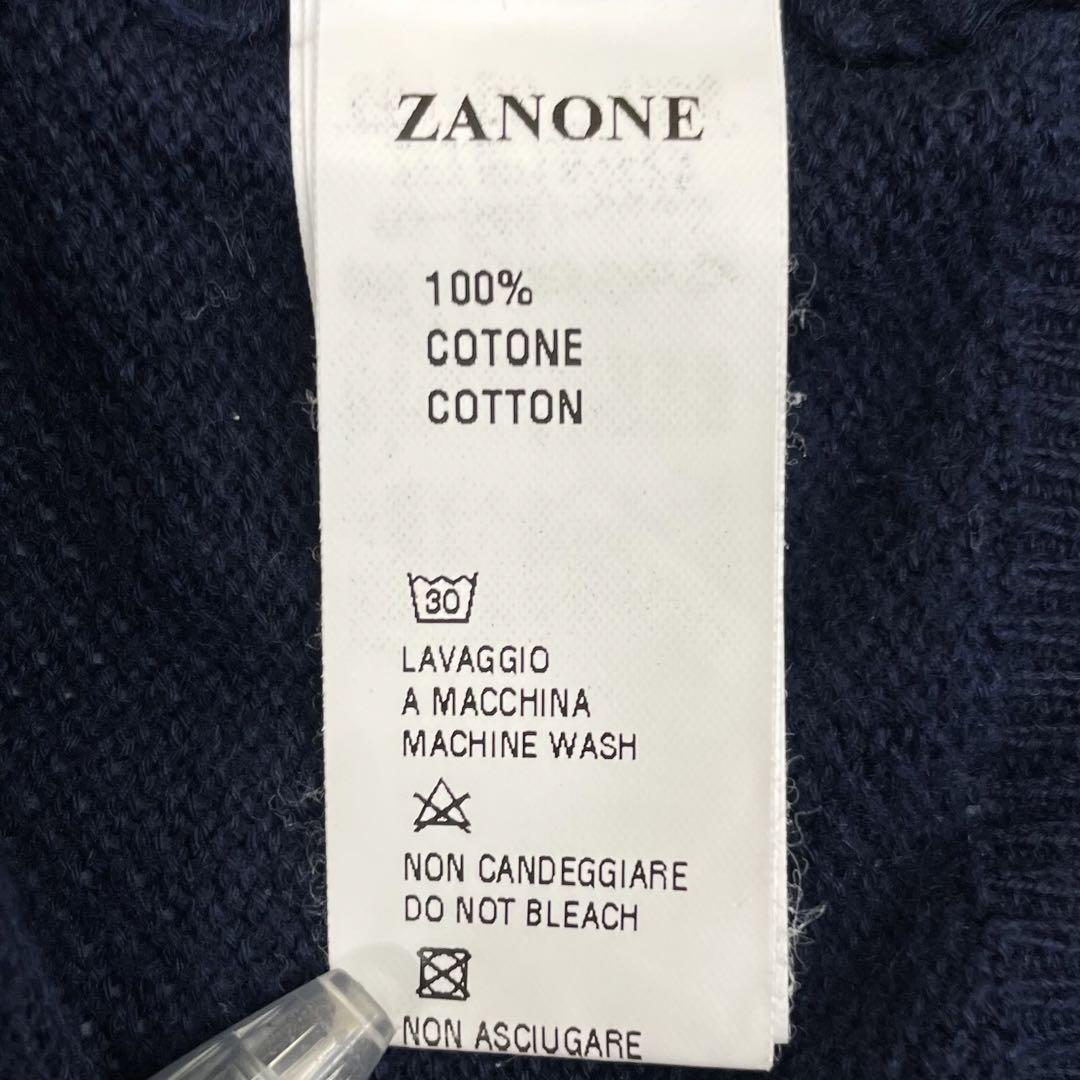 ZANONE
100%
COTONE
COTTON
30
LAVAGGIO
A MACCHINA
MACHINE WASH
NON CANDEGGIARE
DO NOT BLEACH
NON ASCIUGARE